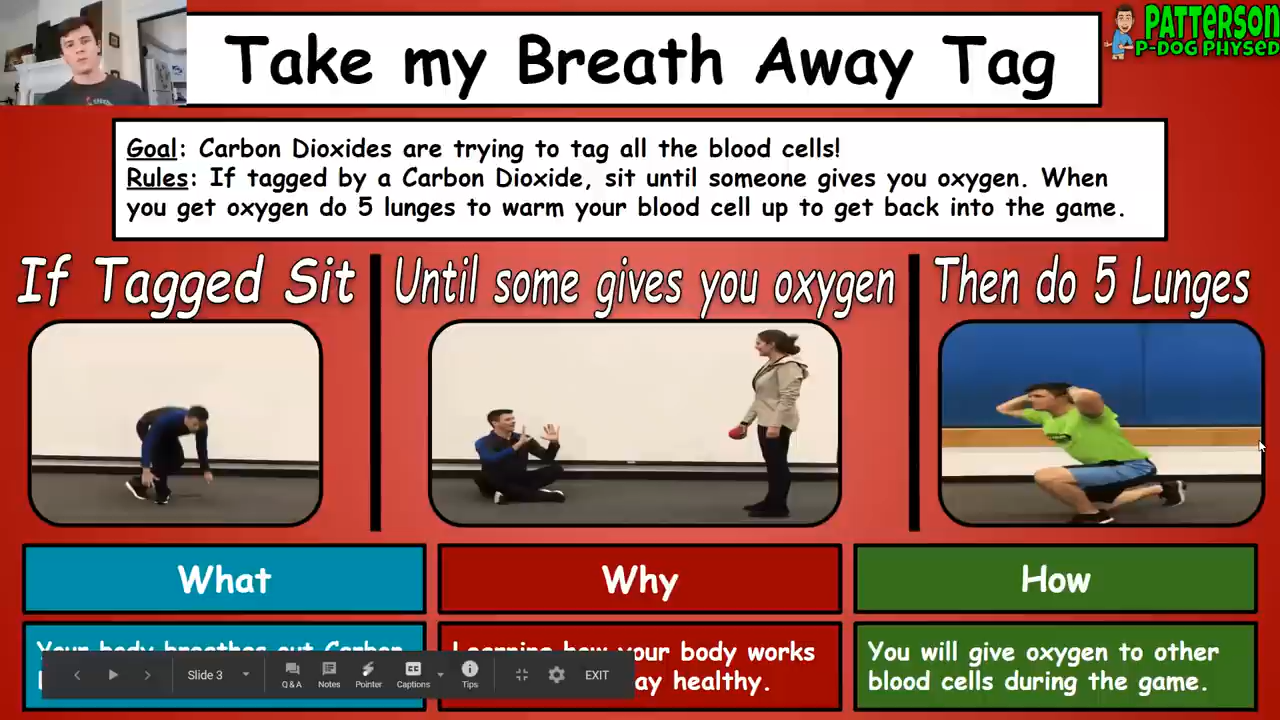 Take my Breath Away Tag
PATTERSON
P-DOG PHYSED
Goal: Carbon Dioxides are trying to tag all the blood cells!
Rules: If tagged by a Carbon Dioxide, sit until someone gives you oxygen. When
you get oxygen do 5 lunges to warm your blood cell up to get back into the game.
If Tagged Sit
Until some gives you oxygen
Then do 5 Lunges
What
Why
How
Your body breathes out Carbon
Learning how your body works
healthy.
You will give oxygen to other
blood cells during the game.
Slide 3
Q & A
Notes
Pointer
CC
Captions
Tips
EXIT